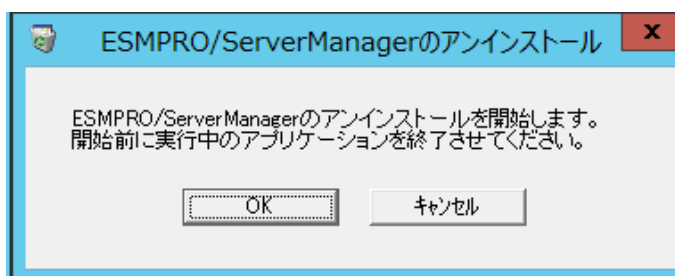 ESMPRO/ServerManagerのアンインストール
ESMPRO/ServerManagerのアンインストールを開始します。
開始前に実行中のアプリケーションを終了させてください。
OK
キャンセル